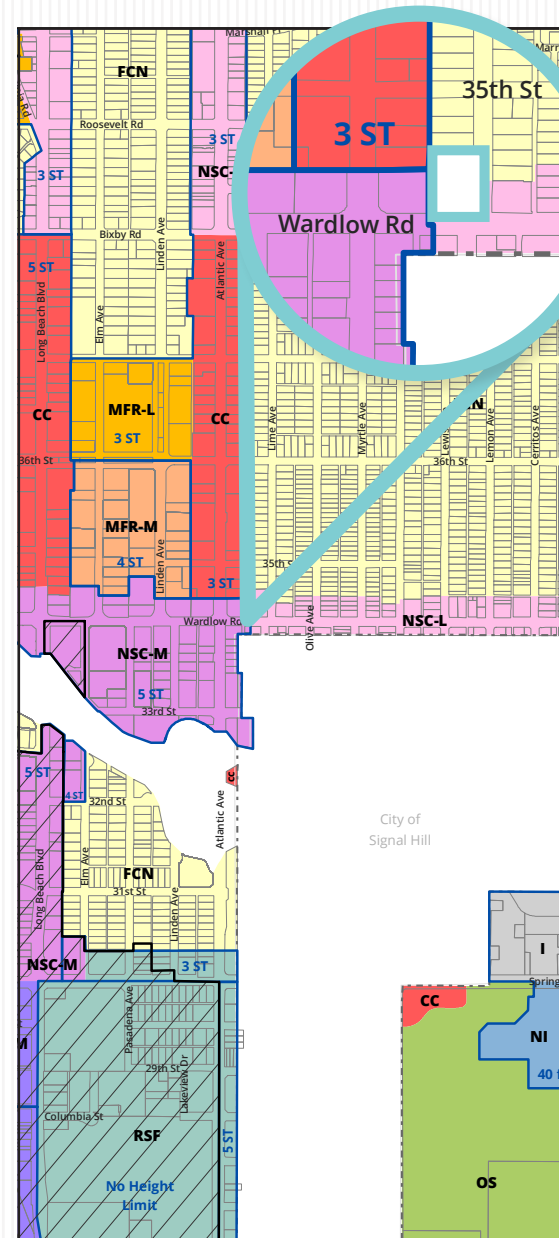 FCN
Roosevelt Rd
3 ST
3 ST
NSC-
Bixby Rd
Linden Ave
Atlantic Ave
5 ST
Long Beach Blvd
Elm Ave
35th St
3 ST
Wardlow Rd
CC
MFR-L
3 ST
CC
36th St
MFR-M
4 ST
Linden Ave
3 ST
Lime Ave
Myrtle Ave
Lemon Ave
Cerritos Ave
36th St
35th S
Olive Ave
NSC-L
Wardlow Rd
NSC-M
5 ST
33rd St
5 ST
4 ST
32nd St
CC
Atlantic Ave
Elm Ave
Long Beach Blvd
FCN
31st St
Linden Ave
City of
Signal Hill
NSC-M
3 ST
I
Spring
CC
NI
40 f
Pasadena Ave
29th St
Lakeview Dr
Columbia St
RSF
5 ST
No Height
Limit
OS